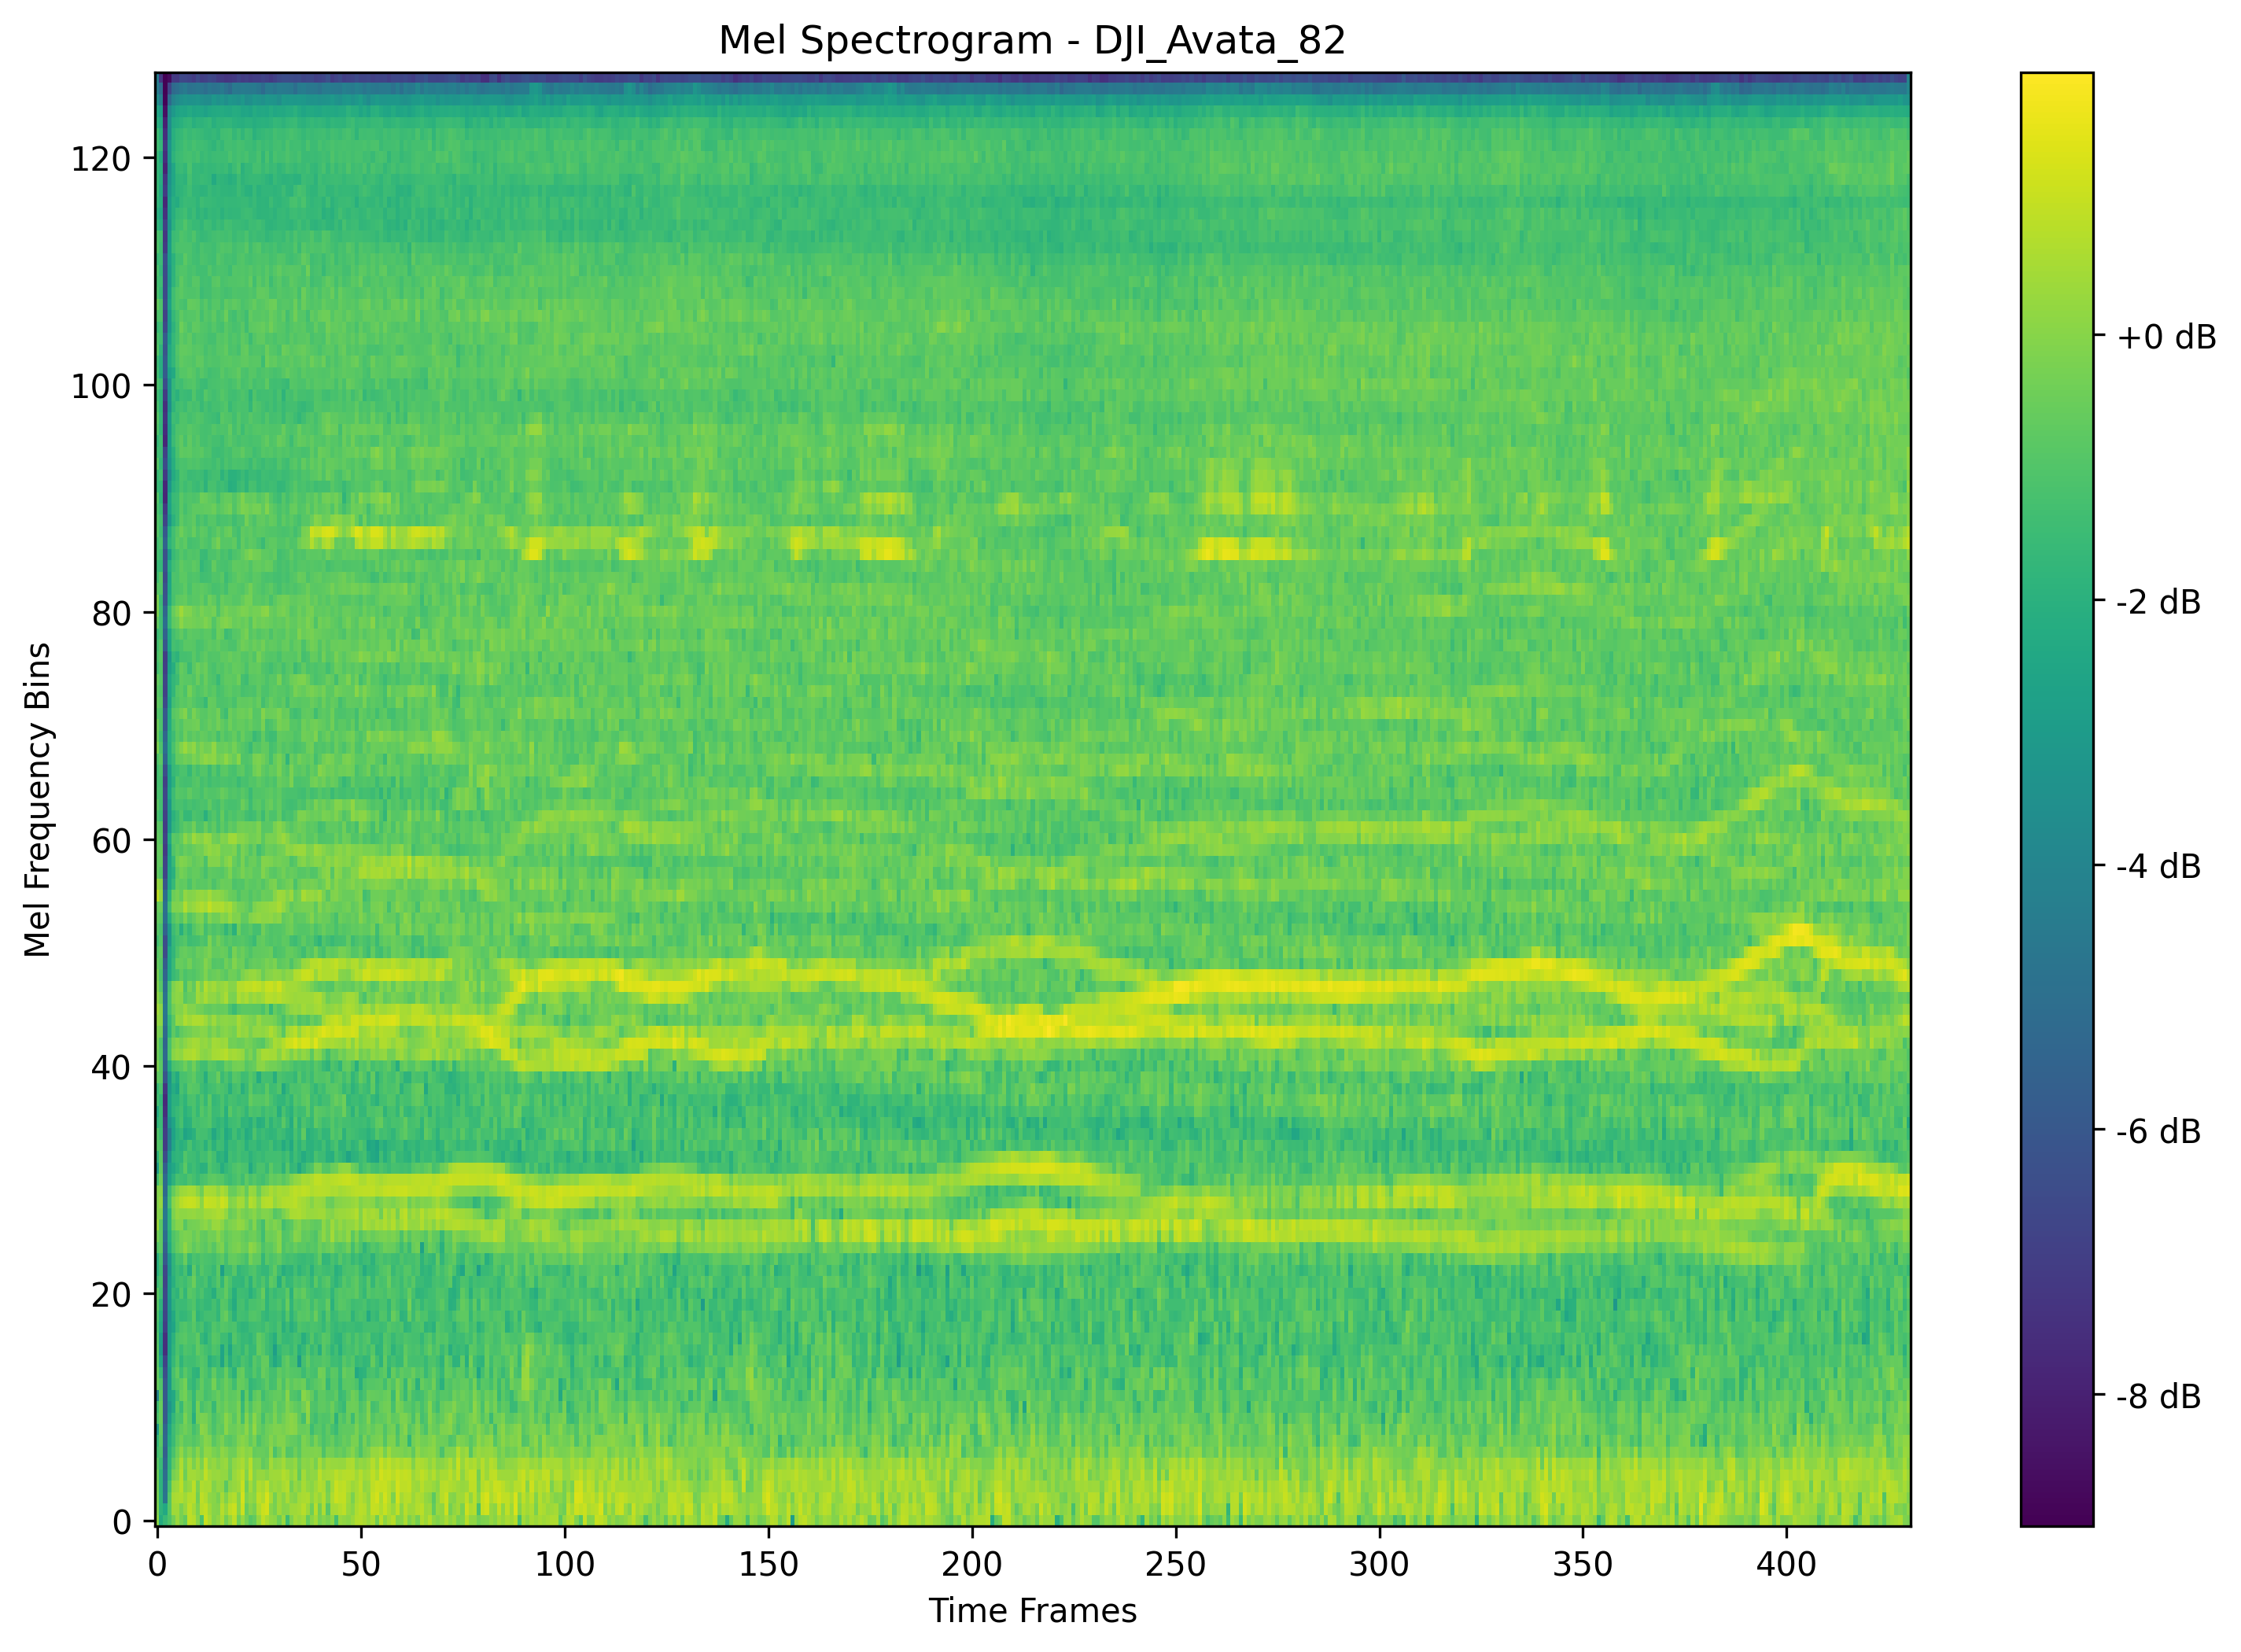 Mel Spectrogram - DJI_Avata_82
120
100
80
60
40
20
0
Mel Frequency Bins
0 50 100 150 200 250 300 350 400
Time Frames
+0 dB
-2 dB
-4 dB
-6 dB
-8 dB